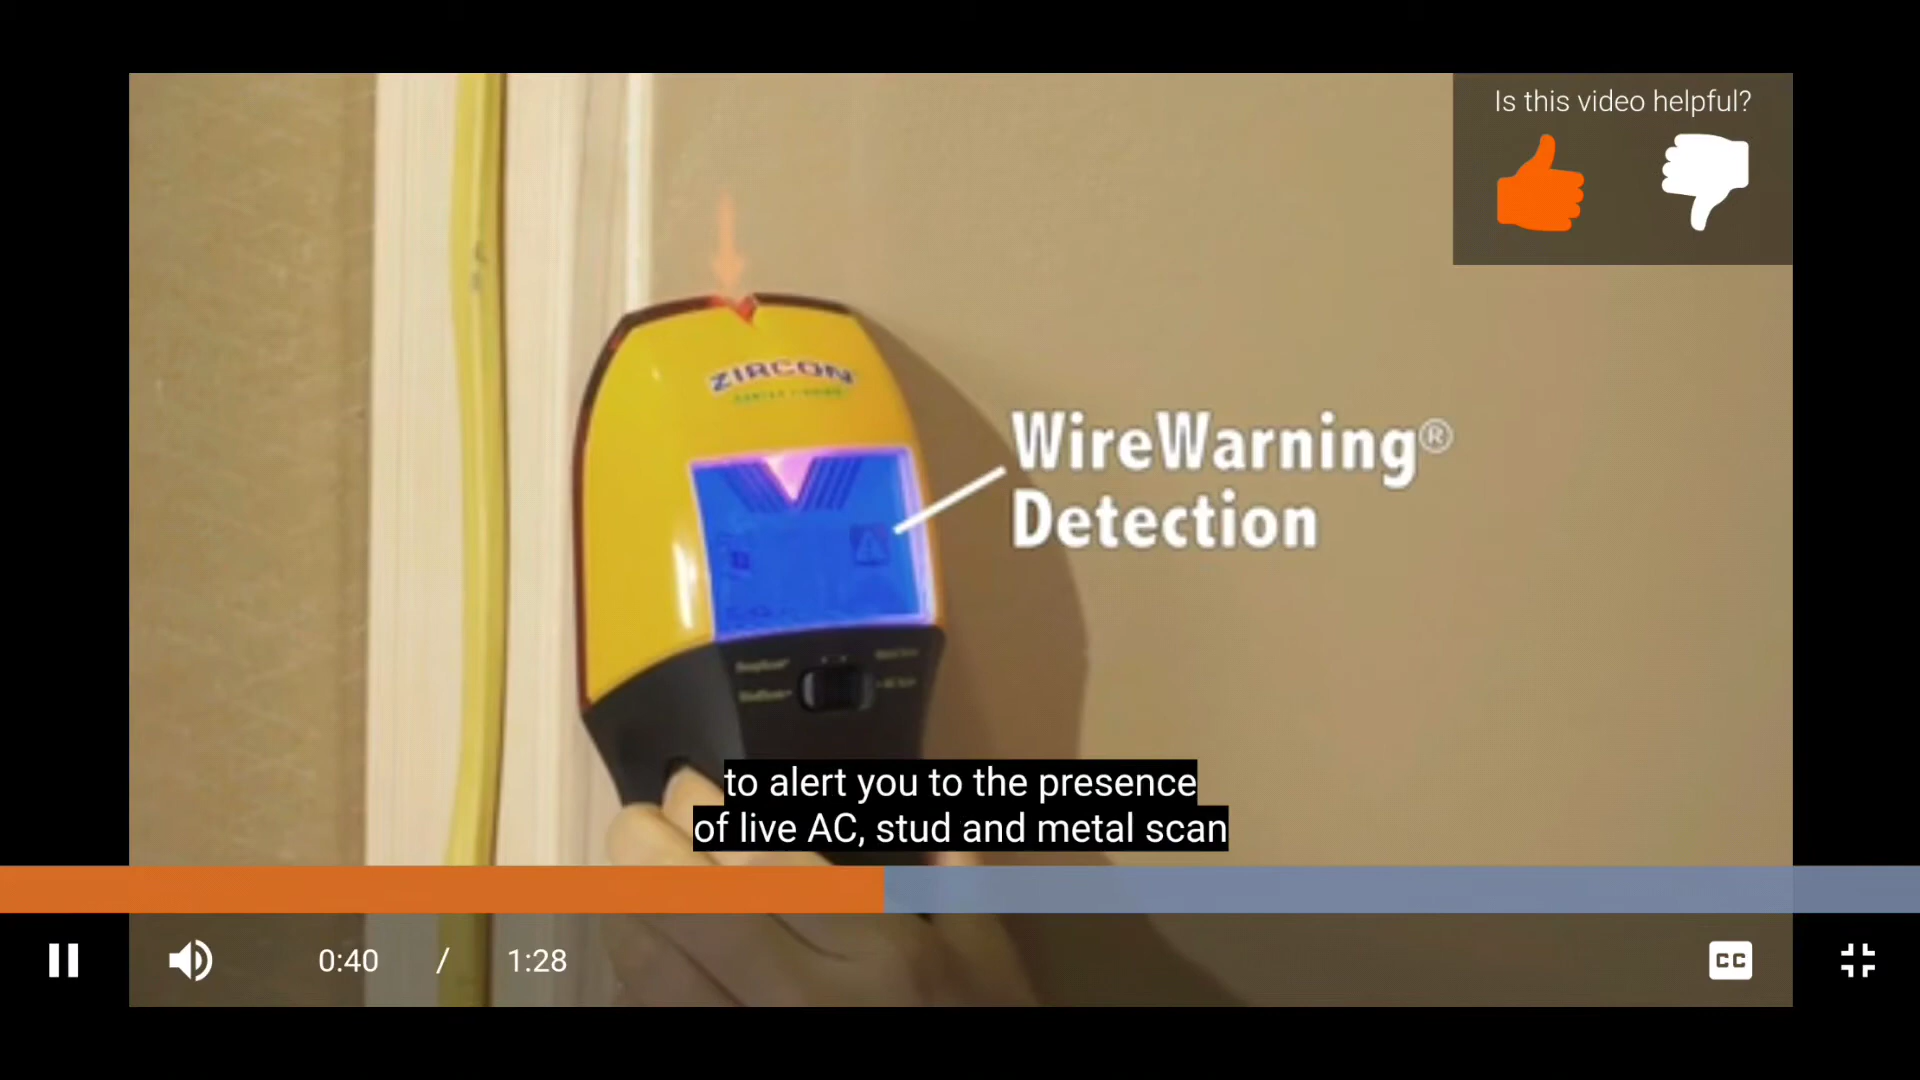 Is this video helpful?
ZIRCON
WireWarning®
Detection
to alert you to the presence
of live AC, stud and metal scan
0:40 / 1:28
CC